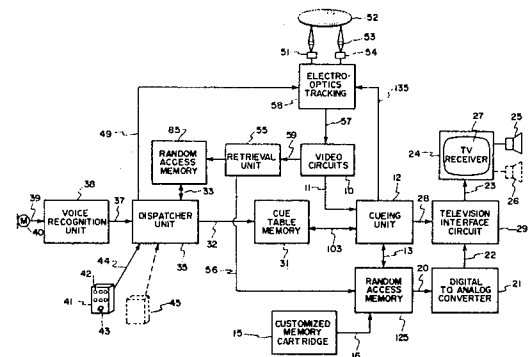 52
51
53
54
ELECTRO-
OPTICS
TRACKING
58
135
49
57
85
RANDOM
ACCESS
MEMORY
55
RETRIEVAL
UNIT
59
VIDEO
CIRCUITS
10
11
12
27
25
24
TV
RECEIVER
26
23
33
38
39
VOICE
RECOGNITION
UNIT
37
M
40
DISPATCHER
UNIT
35
32
CUE
TABLE
MEMORY
31
103
CUEING
UNIT
28
TELEVISION
INTERFACE
CIRCUIT
29
44
42
41
43
45
56
13
22
RANDOM
ACCESS
MEMORY
125
20
DIGITAL
TO ANALOG
CONVERTER
21
15
CUSTOMIZED
MEMORY
CARTRIDGE
16